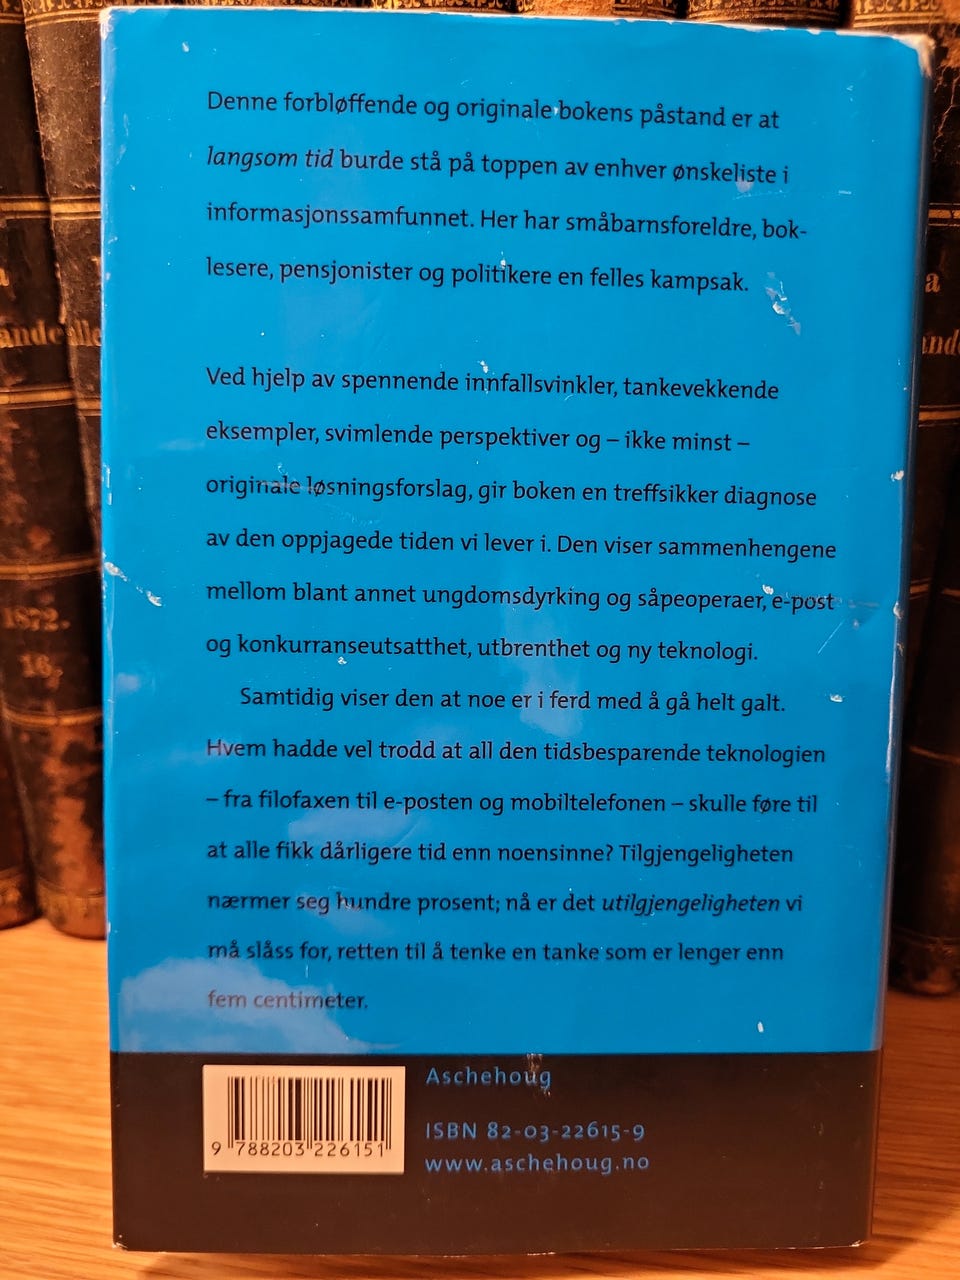 Denne forbløffende og originale bokens påstand er at
langsom tid burde stå på toppen av enhver ønskeliste i
informasjonssamfunnet. Her har småbarnsforeldre, bok-
lesere, pensjonister og politikere en felles kampsak.
Ved hjelp av spennende innfallsvinkler, tankevekkende
eksempler, svimlende perspektiver og – ikke minst –
originale løsningsforslag, gir boken en treffsikker diagnose
av den oppjagede tiden vi lever i. Den viser sammenhengene
mellom blant annet ungdomsdyrking og såpeoperaer, e-post
og konkurranseutsatthet, utbrenthet og ny teknologi.
Samtidig viser den at noe er i ferd med å gå helt galt.
Hvem hadde vel trodd at all den tidsbesparende teknologien
– fra filofaxen til e-posten og mobiltelefonen – skulle føre til
at alle fikk dårligere tid enn noensinne? Tilgjengeligheten
nærmer seg hundre prosent; nå er det utilgjengeligheten vi
må slåss for, retten til å tenke en tanke som er lenger enn
fem centimeter.
Aschehoug
ISBN 82-03-22615-9
www.aschehoug.no
9 788203 226151
1872.
16,